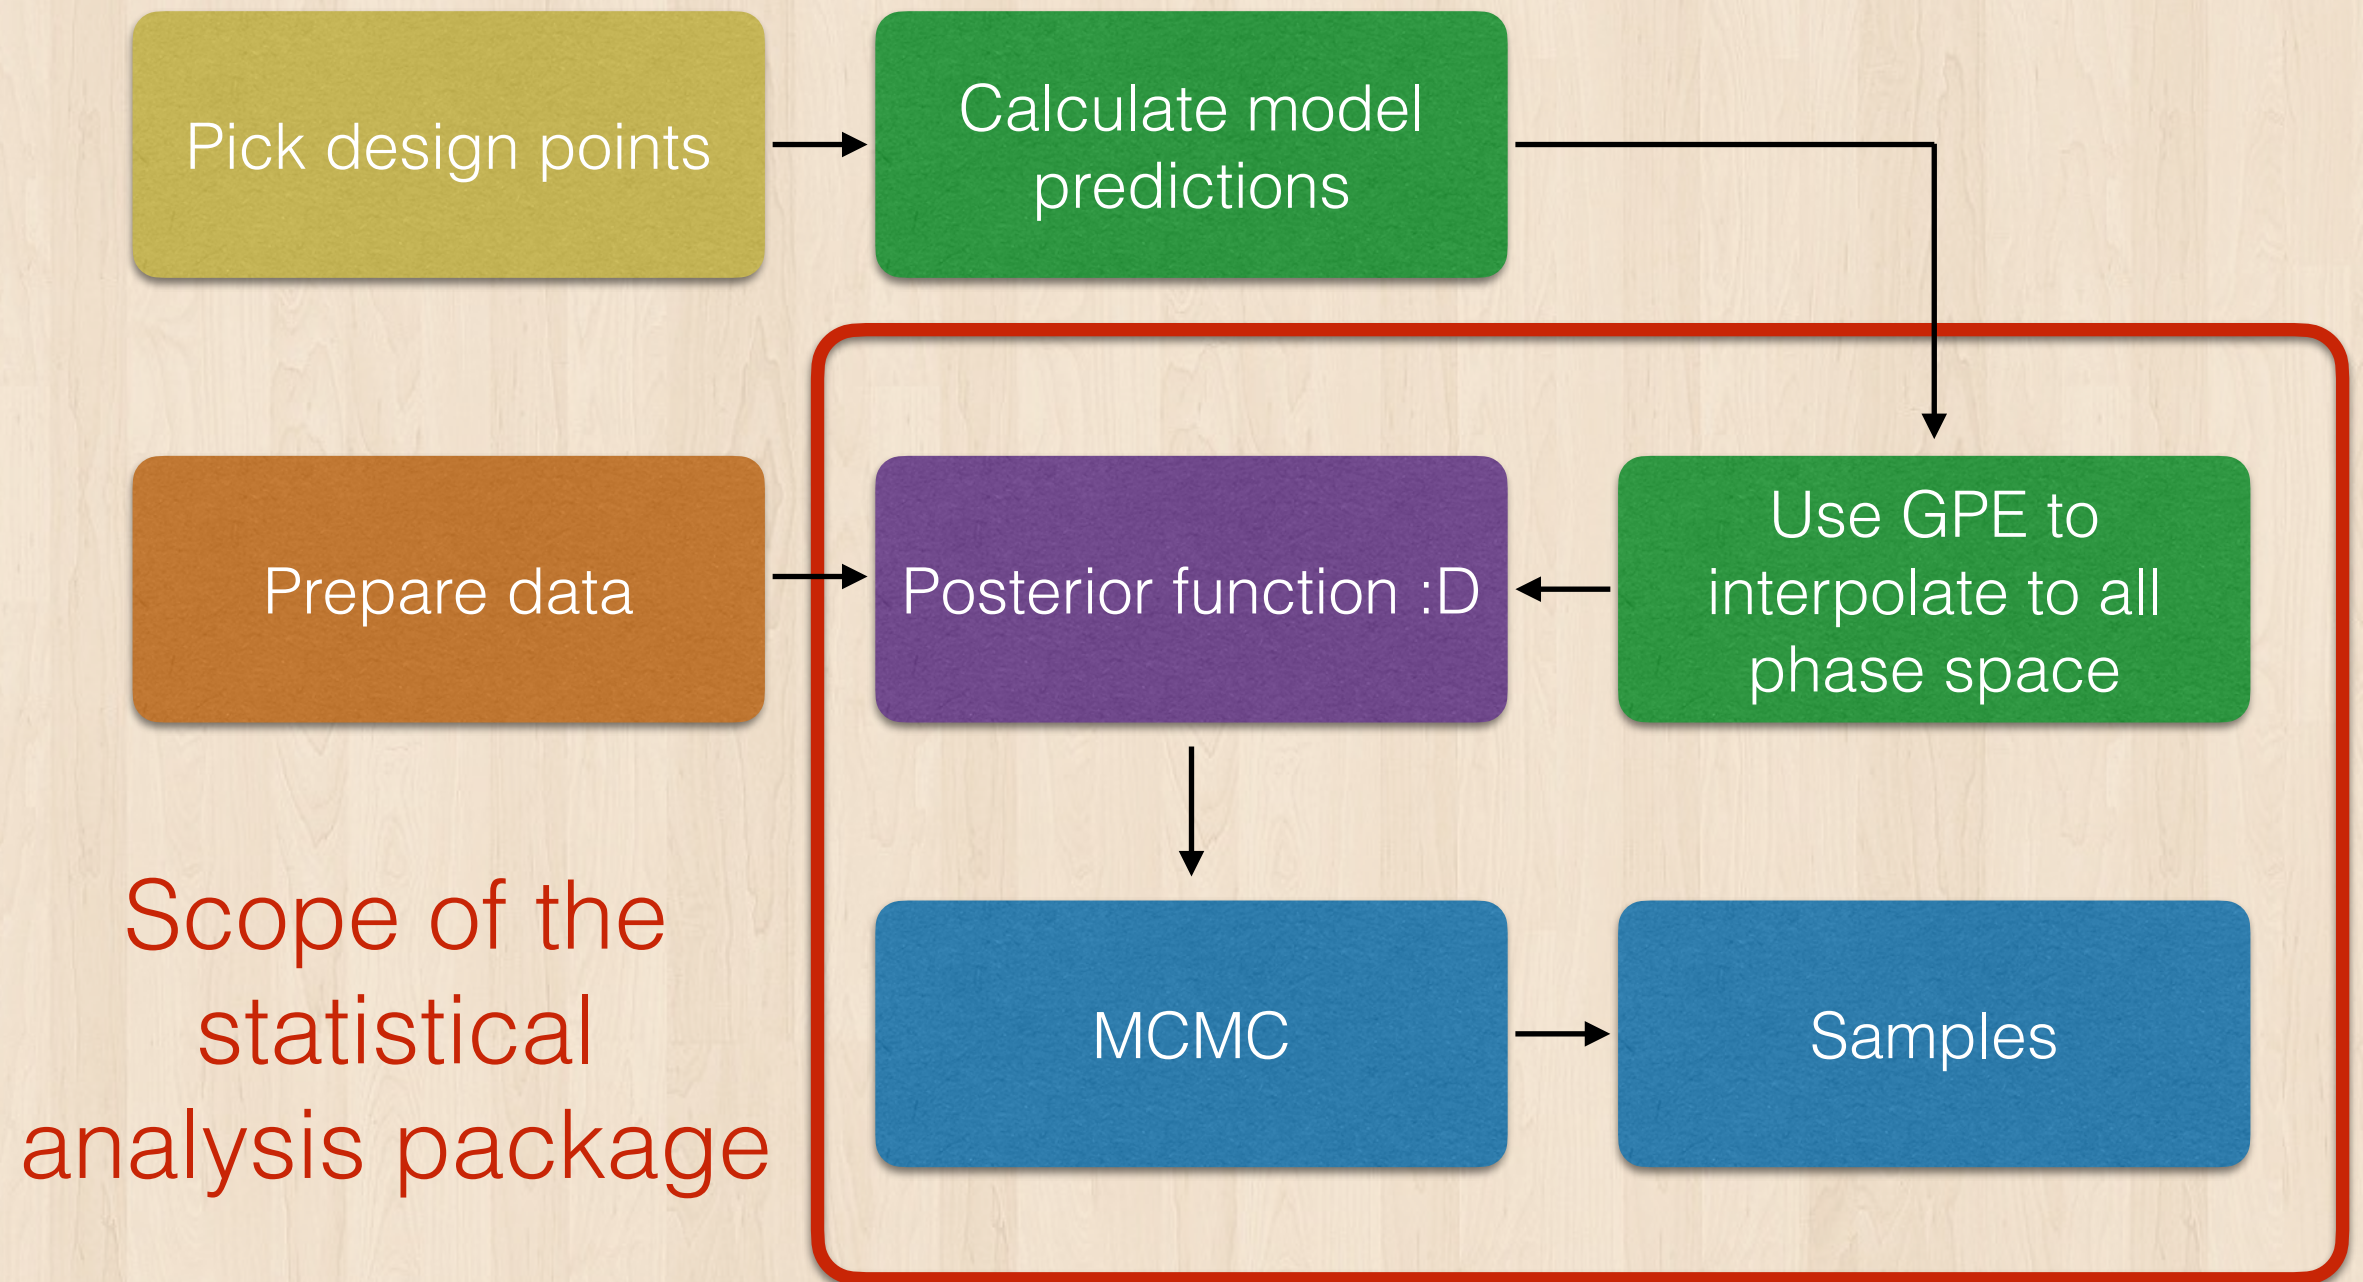 Pick design points
Calculate model
predictions
Prepare data
Posterior function :D
Use GPE to
interpolate to all
phase space
Scope of the
statistical
analysis package
MCMC
Samples